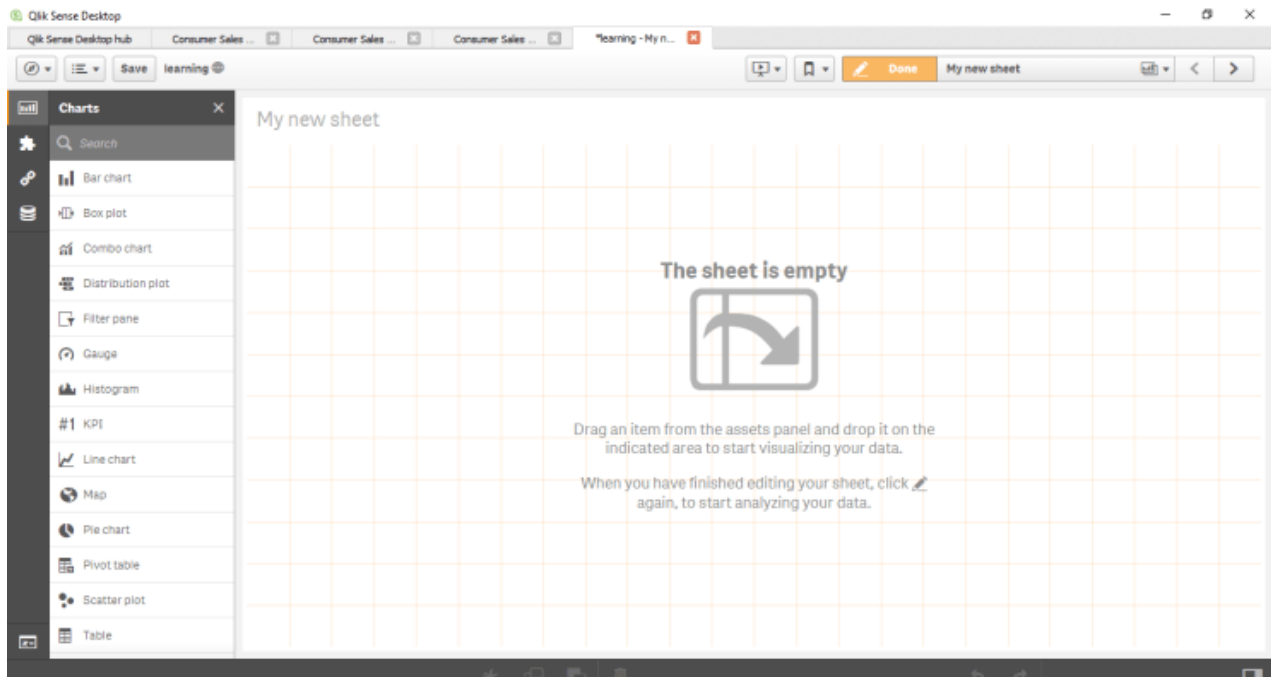 Qlik Sense Desktop
Qlik Sense Desktop hub
Consumer Sales ...
Consumer Sales ...
Consumer Sales ...
*learning - My n...
Save
learning
Done
My new sheet
Charts
My new sheet
Search
Bar chart
Box plot
Combo chart
Distribution plot
Filter pane
Gauge
Histogram
#1 KPI
Line chart
Map
Pie chart
Pivot table
Scatter plot
Table
The sheet is empty
Drag an item from the assets panel and drop it on the
indicated area to start visualizing your data.
When you have finished editing your sheet, click
again, to start analyzing your data.